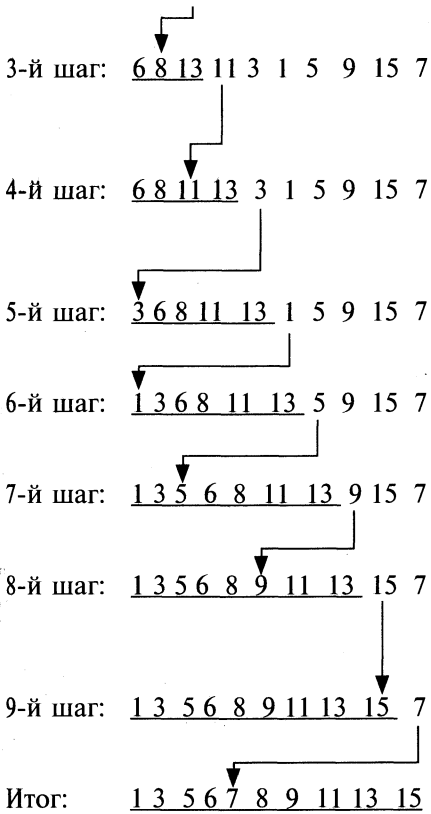 3-й шаг: 6 8 13 11 3 1 5 9 15 7
4-й шаг: 6 8 11 13 3 1 5 9 15 7
5-й шаг: 3 6 8 11 13 1 5 9 15 7
6-й шаг: 1 3 6 8 11 13 5 9 15 7
7-й шаг: 1 3 5 6 8 11 13 9 15 7
8-й шаг: 1 3 5 6 8 9 11 13 15 7
9-й шаг: 1 3 5 6 8 9 11 13 15 7
Итог: 1 3 5 6 7 8 9 11 13 15